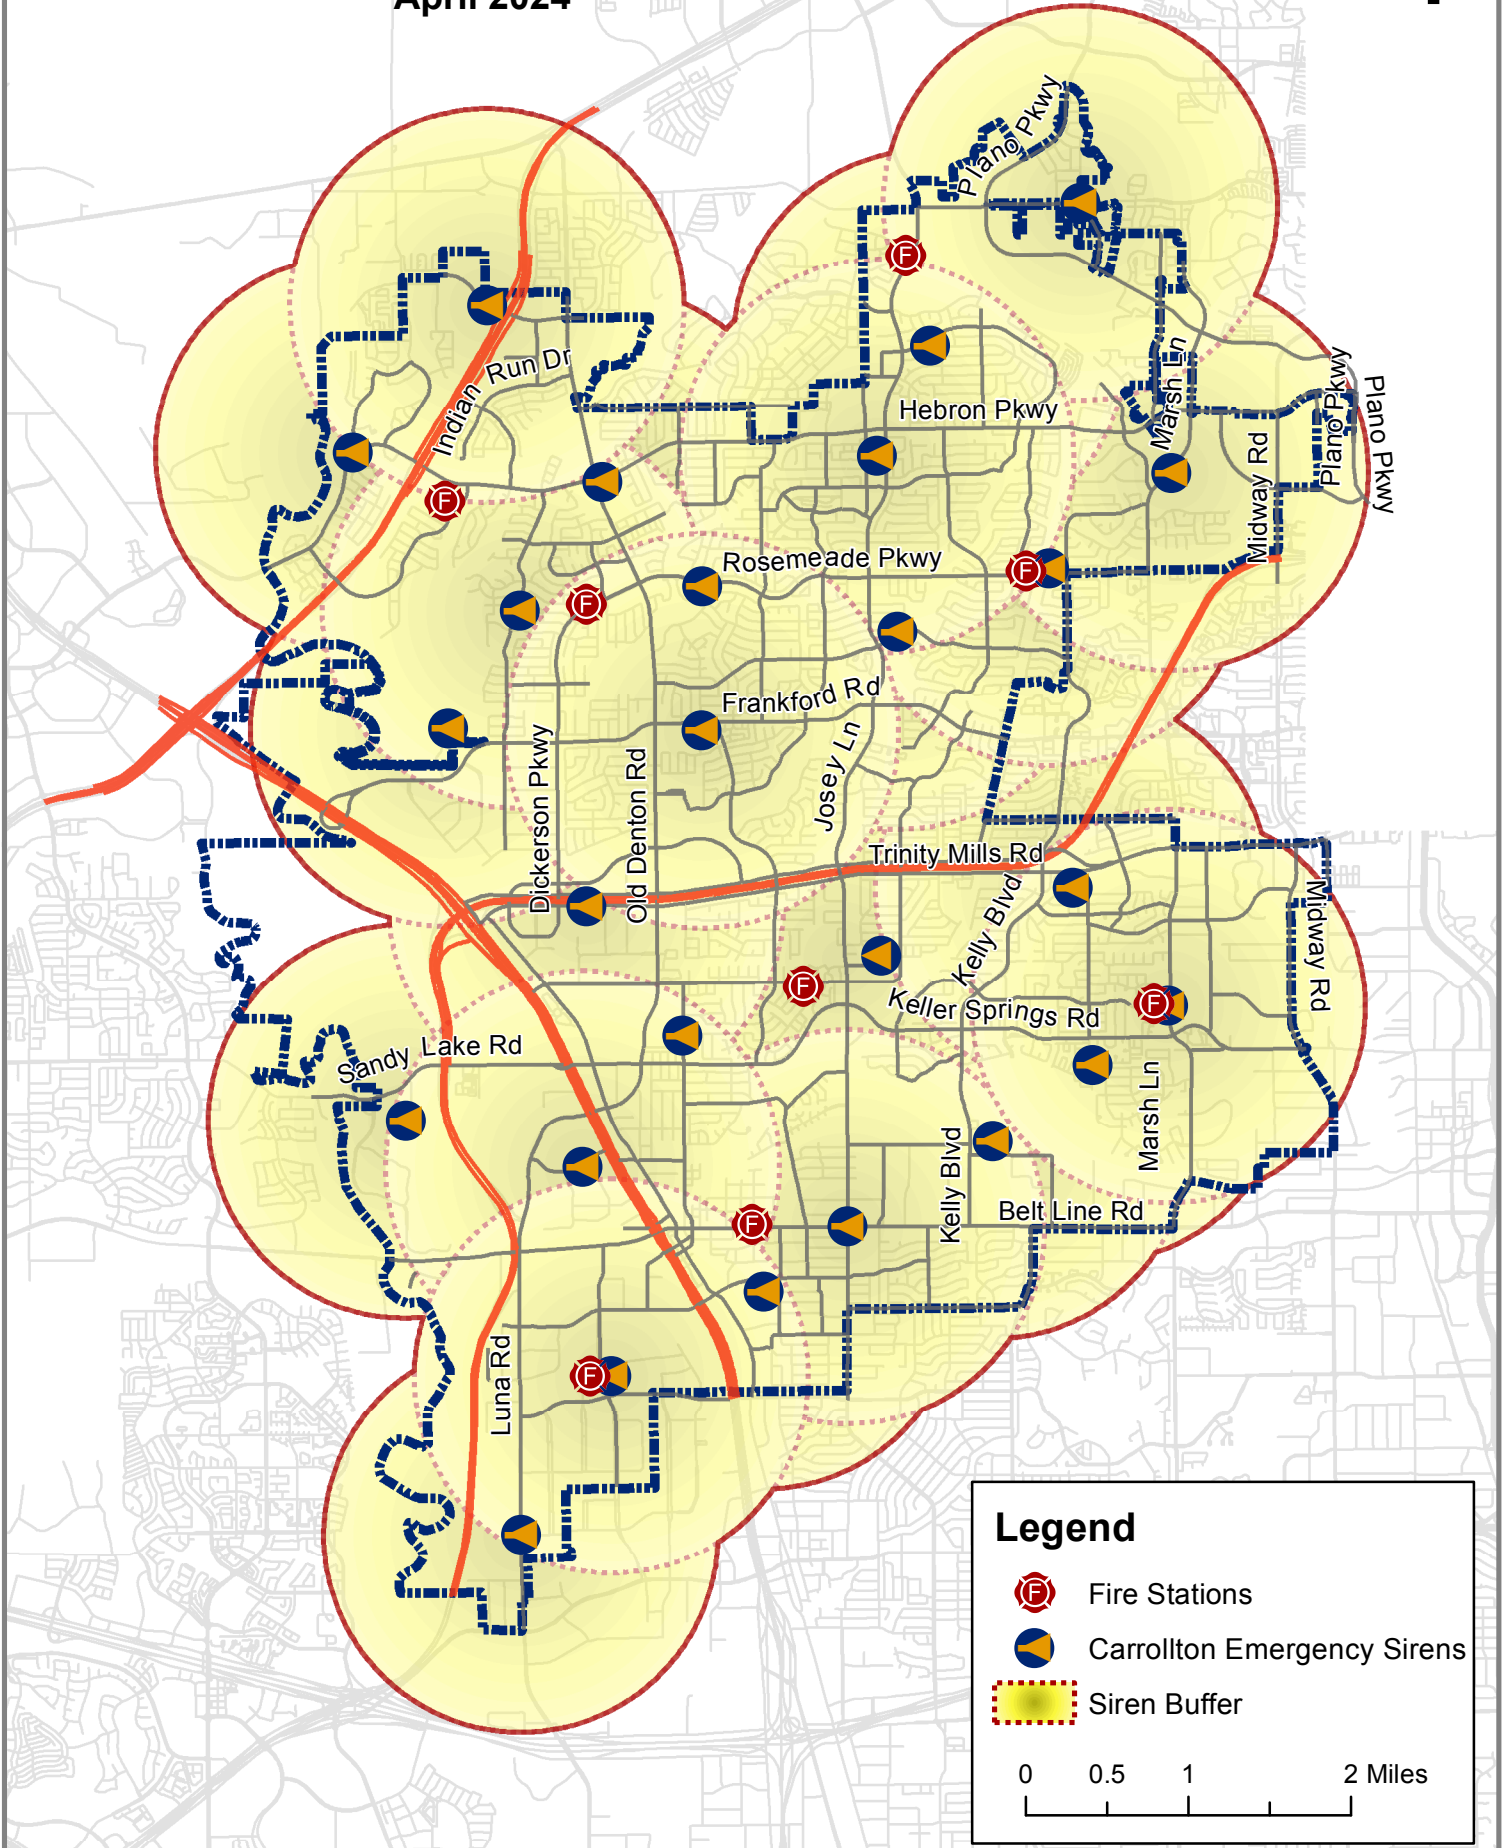 April 2024
Plano Pkwy
Indian Run Dr
Hebron Pkwy
Marsh Ln
Plano Pkwy
Plano Pkwy
Midway Rd
F
F
Rosemeade Pkwy
F
F
Frankford Rd
Josey Ln
Dickerson Pkwy
Old Denton Rd
Trinity Mills Rd
Kelly Blvd
Midway Rd
F
F
Keller Springs Rd
Sandy Lake Rd
Marsh Ln
Kelly Blvd
Belt Line Rd
F
Luna Rd
F
Legend
F Fire Stations
Carrollton Emergency Sirens
Siren Buffer
0 0.5 1 2 Miles